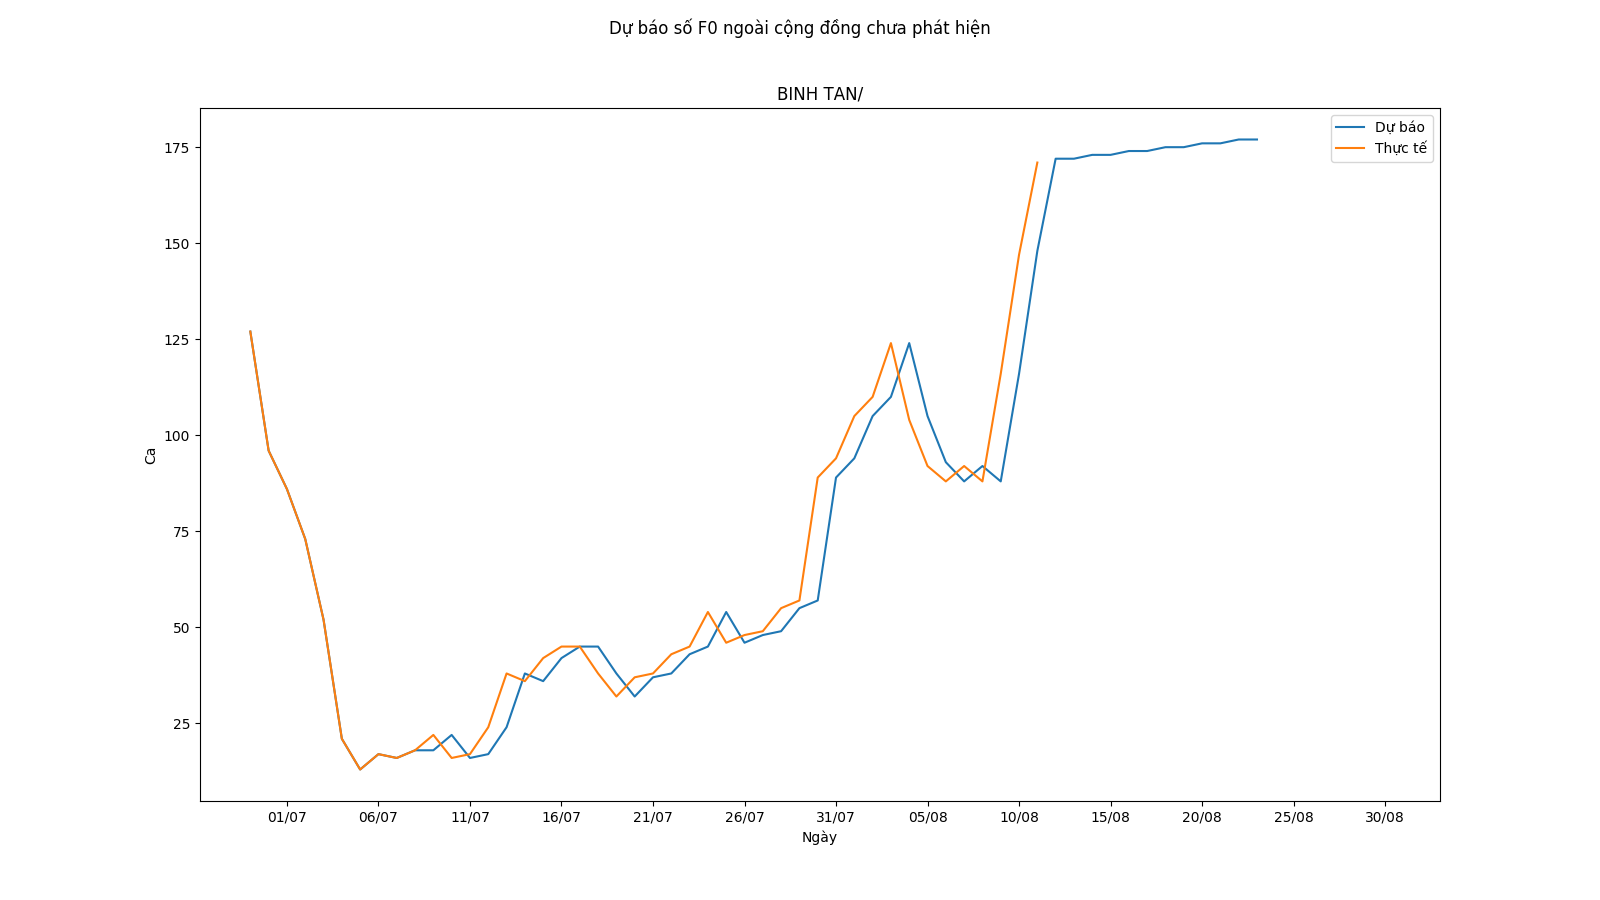 Dự báo số F0 ngoài cộng đồng chưa phát hiện
BINH TAN/
Dự báo
Thực tế
175
150
125
100
75
50
25
Ca
01/07 06/07 11/07 16/07 21/07 26/07 31/07 05/08 10/08 15/08 20/08 25/08 30/08
Ngày